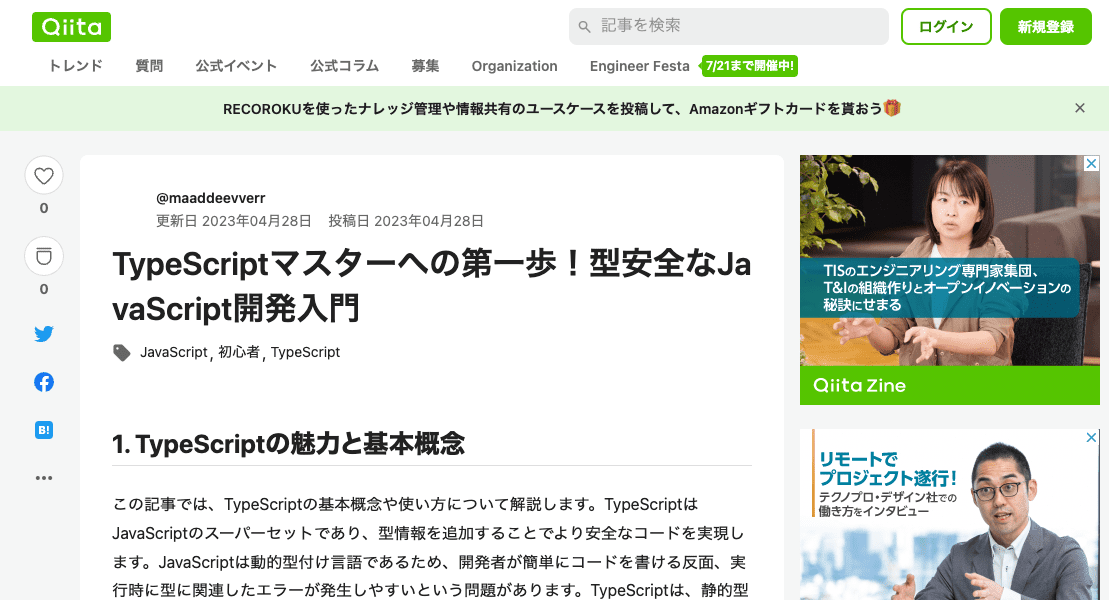 Qiita
記事を検索
ログイン
新規登録
トレンド
質問
公式イベント
公式コラム
募集
Organization
Engineer Festa
7/21まで開催中!
RECOROKUを使ったナレッジ管理や情報共有のユースケースを投稿して、Amazonギフトカードを貰おう🎁
0
0
B!
@maaddeevverr
更新日 2023年04月28日 投稿日 2023年04月28日
TypeScriptマスターへの第一歩！型安全なJa
vaScript開発入門
JavaScript, 初心者, TypeScript
1. TypeScriptの魅力と基本概念
この記事では、TypeScriptの基本概念や使い方について解説します。TypeScriptは
JavaScriptのスーパーセットであり、型情報を追加することでより安全なコードを実現し
ます。JavaScriptは動的型付け言語であるため、開発者が簡単にコードを書ける反面、実
行時に型に関連したエラーが発生しやすいという問題があります。TypeScriptは、静的型
TISのエンジニアリング専門家集団、
T&Iの組織作りとオープンイノベーションの
秘訣にせまる
Qiita Zine
リモートで
プロジェクト遂行！
テクノプロ・デザイン社での
働き方をインタビュー